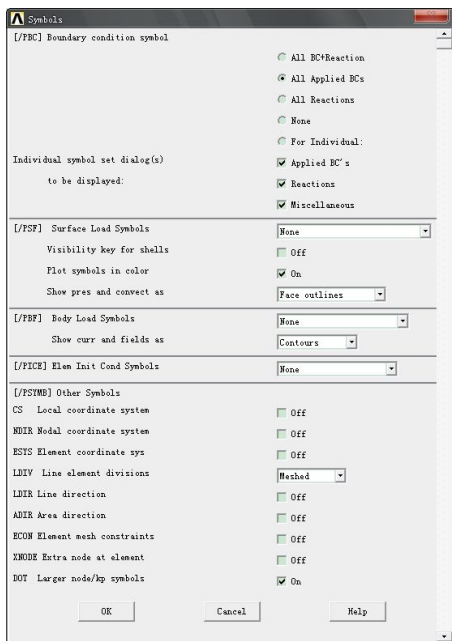 Symbols
[/PBC] Boundary condition symbol
All BC+Reaction
All Applied BCs
All Reactions
None
For Individual:
Individual symbol set dialog(s)
Applied BC's
to be displayed:
Reactions
Miscellaneous
[/PSF] Surface Load Symbols
None
Visibility key for shells
Off
Plot symbols in color
On
Show pres and convect as
Face outlines
[/PBF] Body Load Symbols
None
Show curr and fields as
Contours
[/PICE] Elem Init Cond Symbols
None
[/PSYMB] Other Symbols
CS Local coordinate system
Off
NDIR Nodal coordinate system
Off
ESYS Element coordinate sys
Off
LDIV Line element divisions
Meshed
LDIR Line direction
Off
ADIR Area direction
Off
ECON Element mesh constraints
Off
XNODE Extra node at element
Off
DOT Larger node/kp symbols
On
OK
Cancel
Help